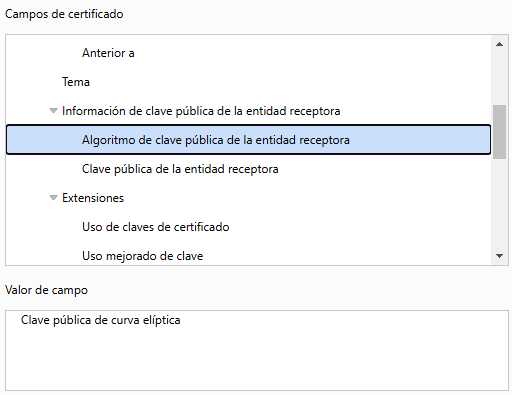 Campos de certificado
Anterior a
Tema
Información de clave pública de la entidad receptora
Algoritmo de clave pública de la entidad receptora
Clave pública de la entidad receptora
Extensiones
Uso de claves de certificado
Uso mejorado de clave
Valor de campo
Clave pública de curva elíptica